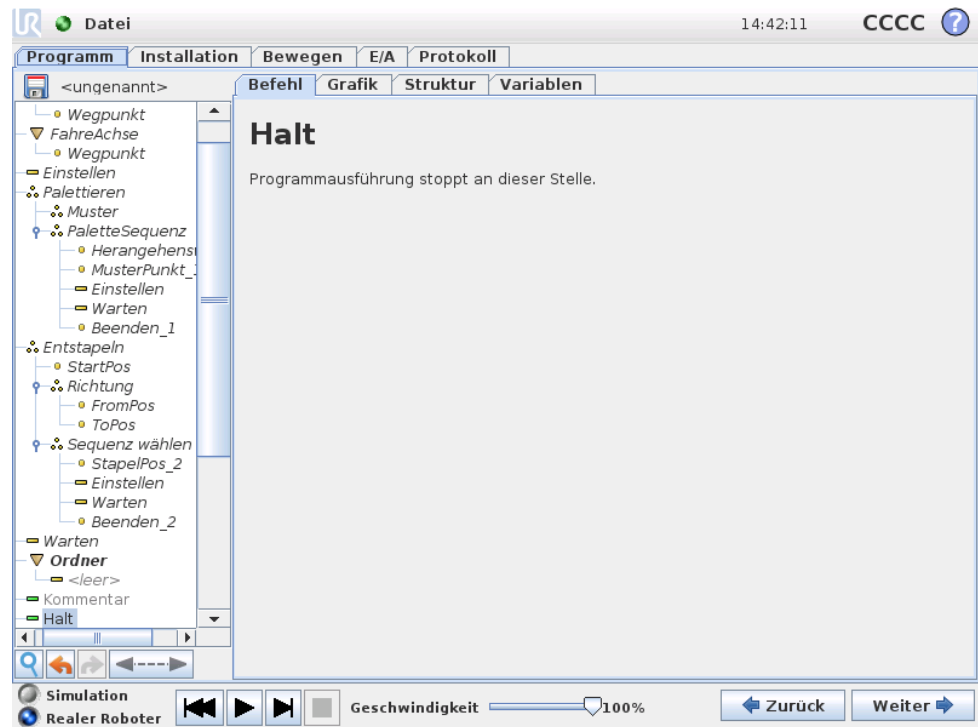 Datei
14:42:11
CCCC
Programm
Installation
Bewegen
E/A
Protokoll
<ungenannt>
Befehl
Grafik
Struktur
Variablen
Wegpunkt
FahreAchse
Wegpunkt
Einstellen
Palettieren
Muster
PaletteSequenz
MusterPunkt_1
Einstellen
Warten
Beenden_1
Entstapeln
StartPos
Richtung
FromPos
ToPos
Sequenz wählen
StapelPos_2
Einstellen
Warten
Beenden_2
Warten
Ordner
<leer>
Kommentar
Halt
Halt
Programmausführung stoppt an dieser Stelle.
Simulation
Realer Roboter
Geschwindigkeit
100%
Zurück
Weiter